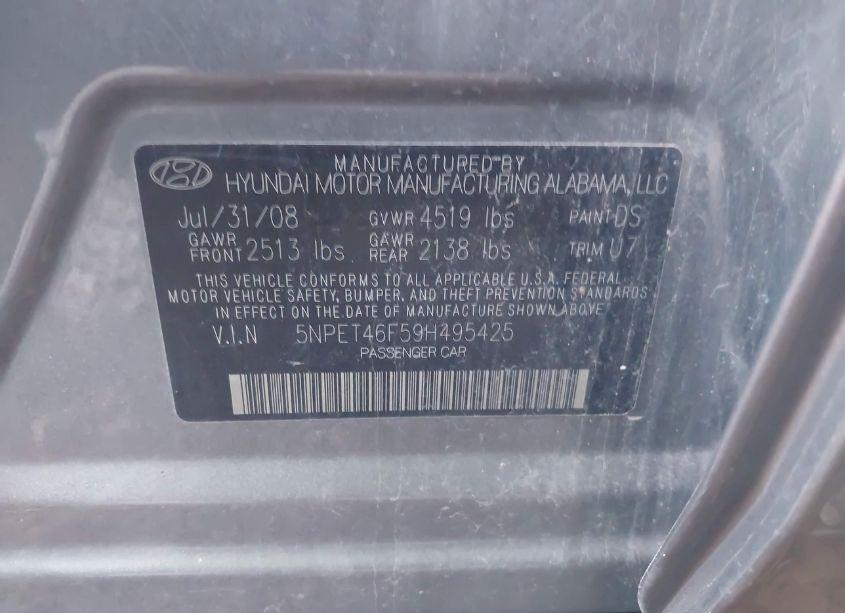 MANUFACTURED BY
HYUNDAI MOTOR MANUFACTURING ALABAMA, LLC
Jul/31/08 GVWR 4519 lbs PAINT DS
GAWR FRONT 2513 lbs GAWR REAR 2138 lbs TRIM U7
THIS VEHICLE CONFORMS TO ALL APPLICABLE U.S.A. FEDERAL
MOTOR VEHICLE SAFETY, BUMPER, AND THEFT PREVENTION STANDARDS
IN EFFECT ON THE DATE OF MANUFACTURE SHOWN ABOVE
V.I.N 5NPET46F59H495425
PASSENGER CAR